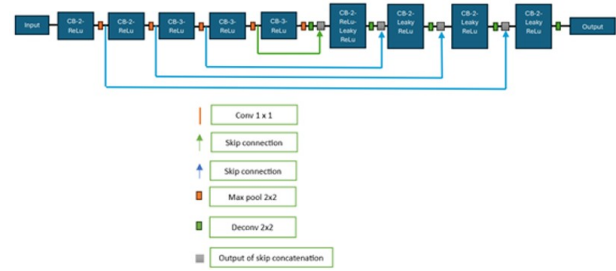 Input
CB-2-
ReLu
CB-2-
ReLu
CB-3-
ReLu
CB-3-
ReLu
CB-3-
ReLu
CB-2-
ReLu-
Leaky
ReLu
CB-2-
Leaky
ReLu
CB-2-
Leaky
ReLu
CB-2-
Leaky
ReLu
Output
Conv 1 x 1
Skip connection
Skip connection
Max pool 2x2
Deconv 2x2
Output of skip concatenation